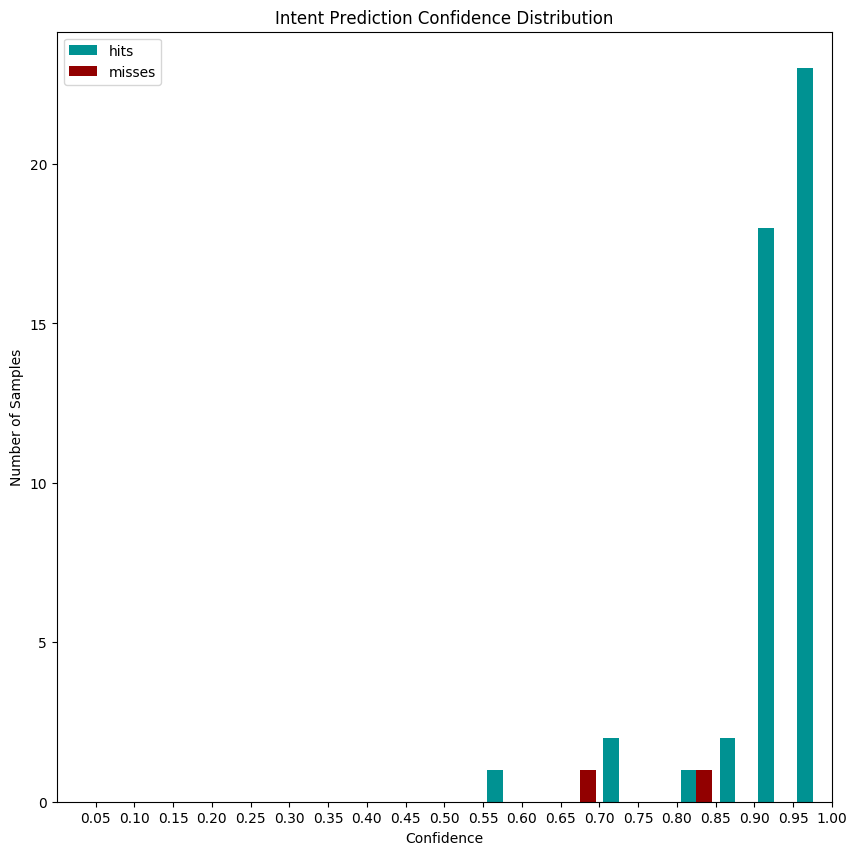 Intent Prediction Confidence Distribution
hits
misses
Number of Samples
20
15
10
5
0
0.05 0.10 0.15 0.20 0.25 0.30 0.35 0.40 0.45 0.50 0.55 0.60 0.65 0.70 0.75 0.80 0.85 0.90 0.95 1.00
Confidence